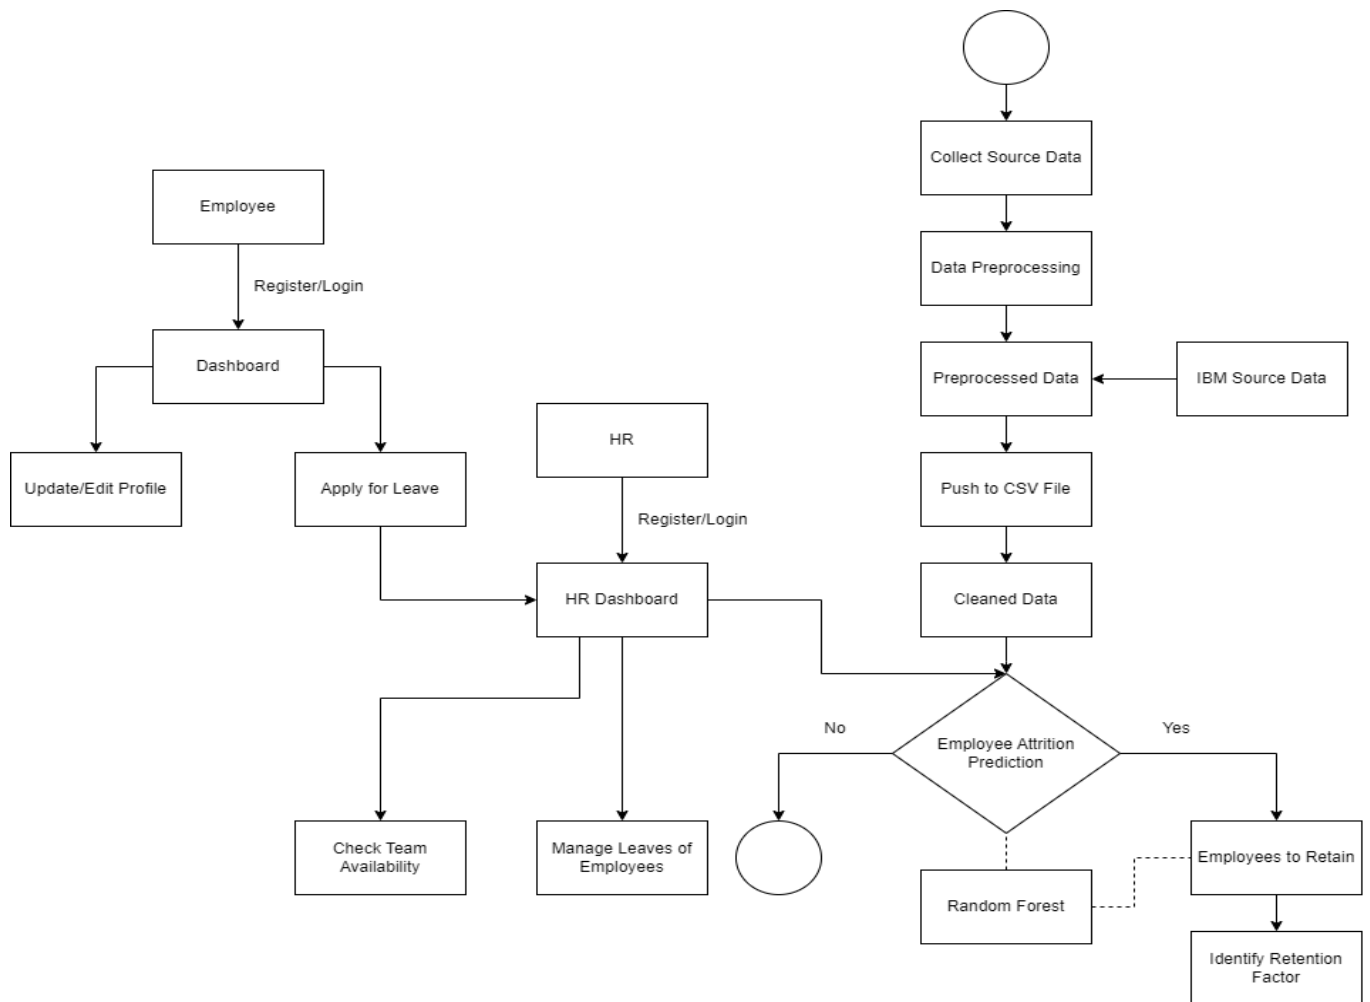 Collect Source Data
Employee
Data Preprocessing
Register/Login
Dashboard
Preprocessed Data
IBM Source Data
HR
Update/Edit Profile
Apply for Leave
Push to CSV File
Register/Login
HR Dashboard
Cleaned Data
No
Yes
Employee Attrition
Prediction
Check Team
Availability
Manage Leaves of
Employees
Employees to Retain
Random Forest
Identify Retention
Factor